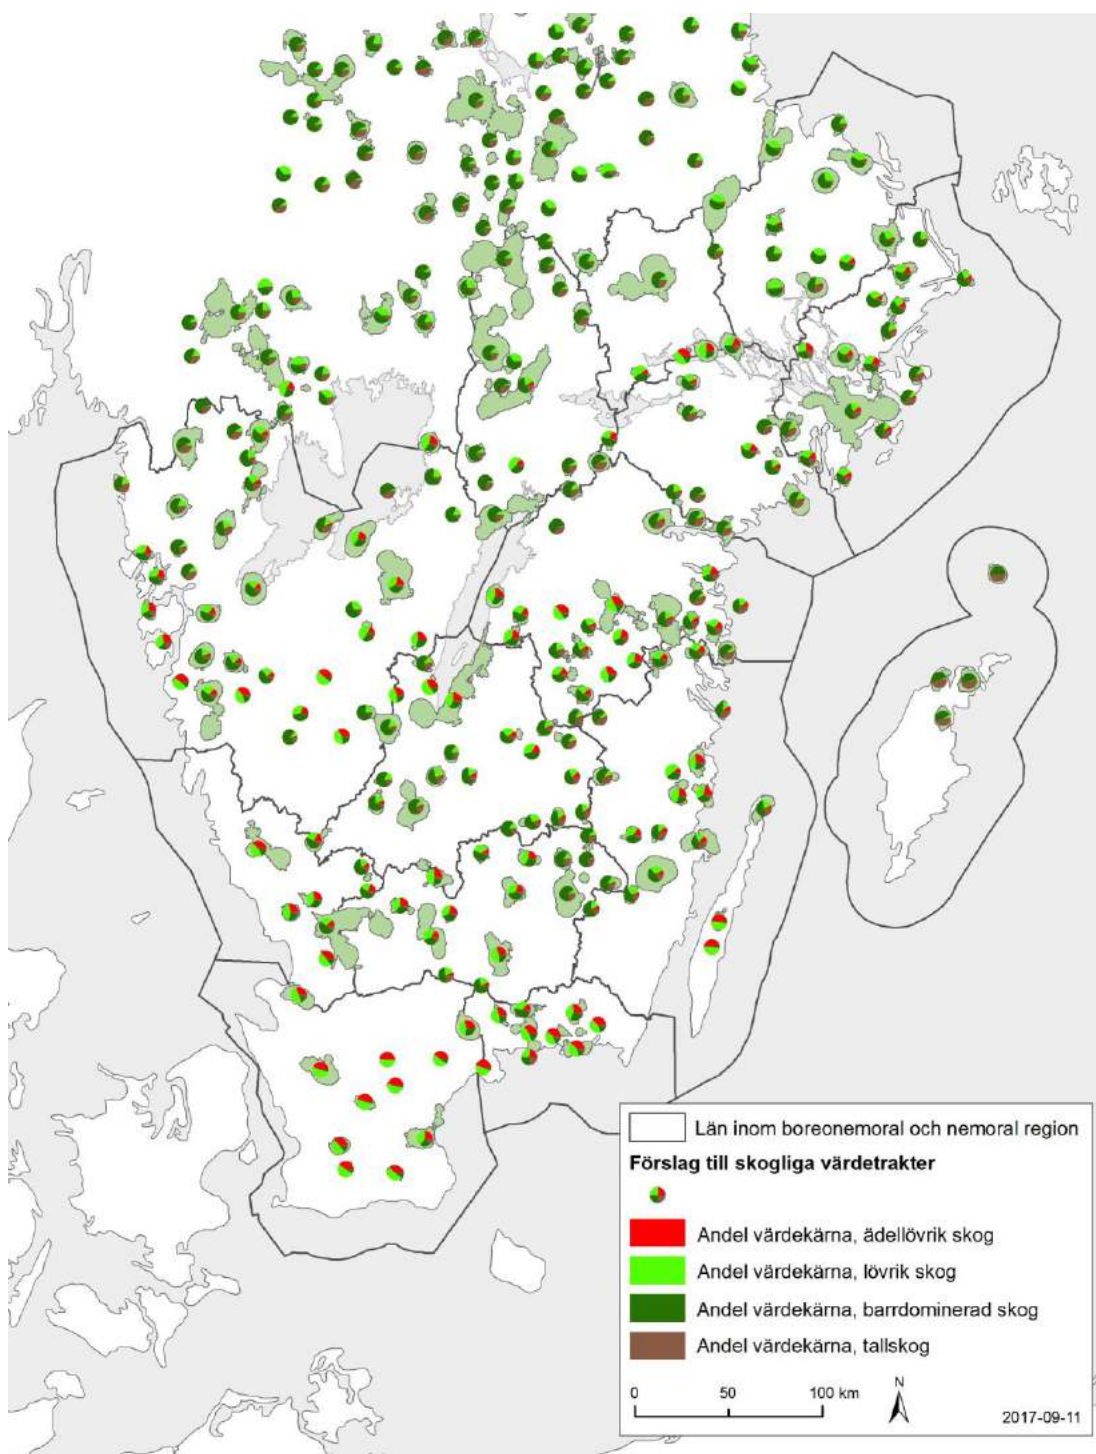 Län inom boreonemoral och nemoral region
Förslag till skogliga värdetrakter
Andel värdekärna, ädellövrik skog
Andel värdekärna, lövrik skog
Andel värdekärna, barrdominerad skog
Andel värdekärna, tallskog
N
0 50 100 km
2017-09-11